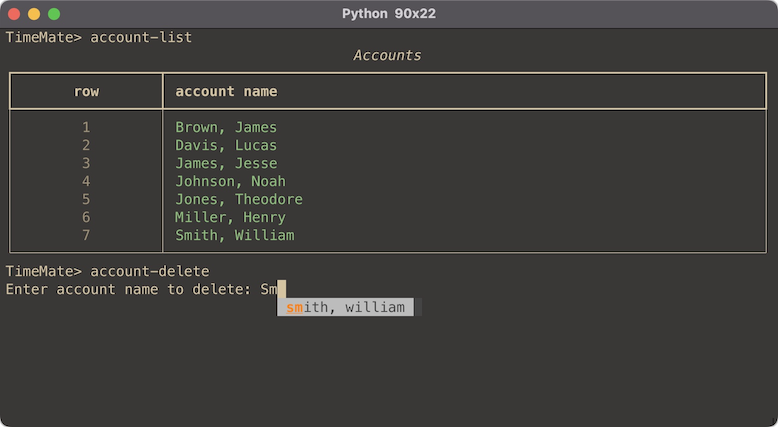 Python 90x22
TimeMate> account-list
Accounts
row account name
1 Brown, James
2 Davis, Lucas
3 James, Jesse
4 Johnson, Noah
5 Jones, Theodore
6 Miller, Henry
7 Smith, William
TimeMate> account-delete
Enter account name to delete: Sm
smith, william